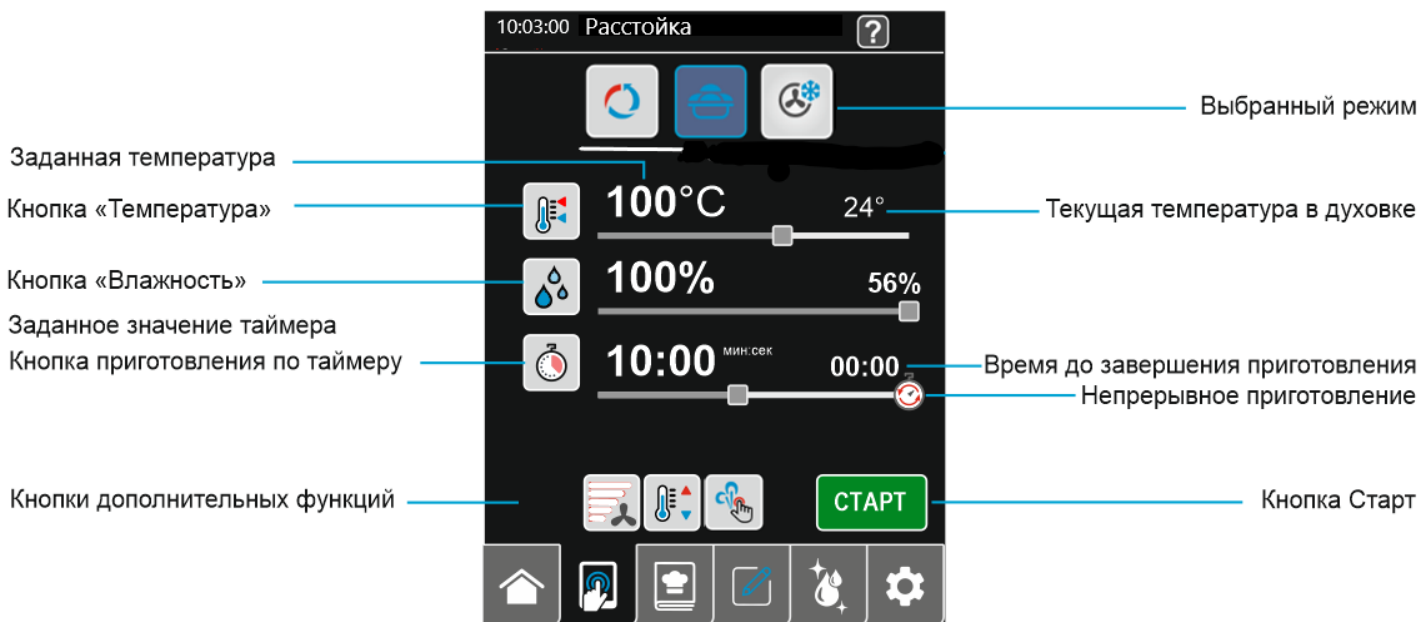 10:03:00 Расстойка ?
Выбранный режим
Заданная температура
100°C 24°
Кнопка «Температура»
Текущая температура в духовке
100% 56%
Кнопка «Влажность»
Заданное значение таймера
Кнопка приготовления по таймеру
10:00 мин:сек 00:00
Время до завершения приготовления
Непрерывное приготовление
Кнопки дополнительных функций
СТАРТ
Кнопка Старт